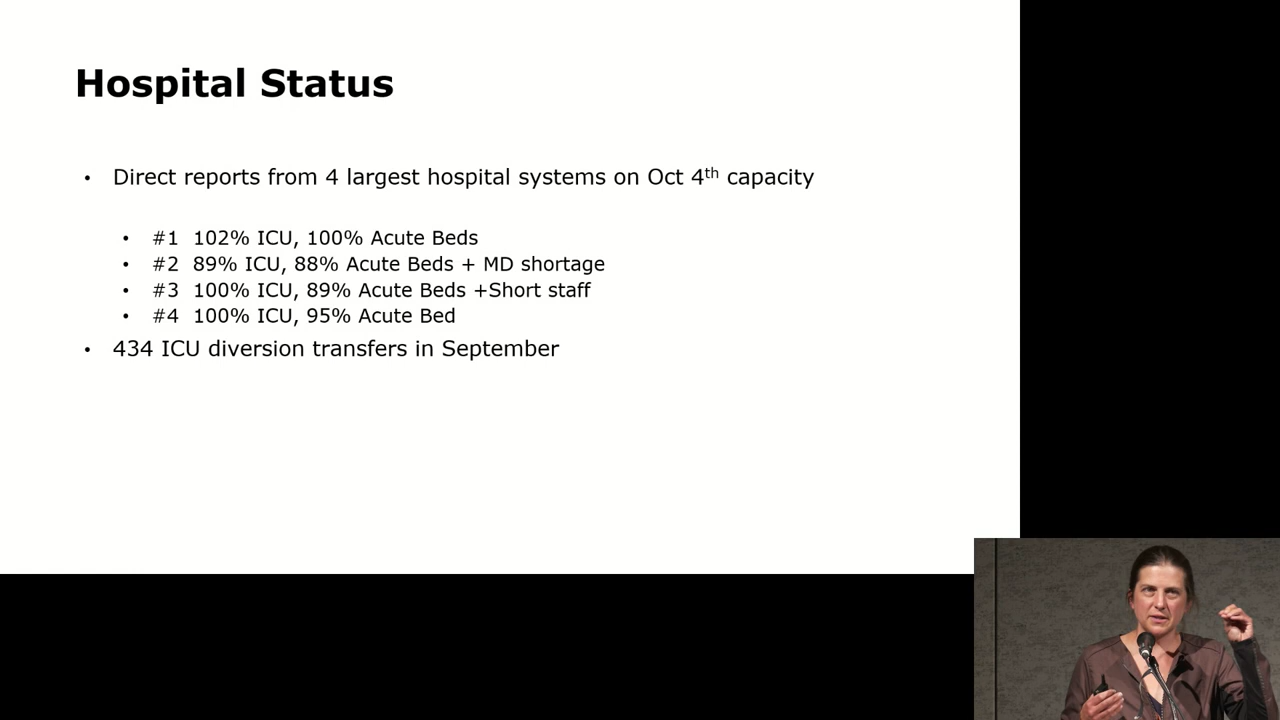 Hospital Status
• Direct reports from 4 largest hospital systems on Oct 4th capacity
• #1 102% ICU, 100% Acute Beds
• #2 89% ICU, 88% Acute Beds + MD shortage
• #3 100% ICU, 89% Acute Beds +Short staff
• #4 100% ICU, 95% Acute Bed
• 434 ICU diversion transfers in September